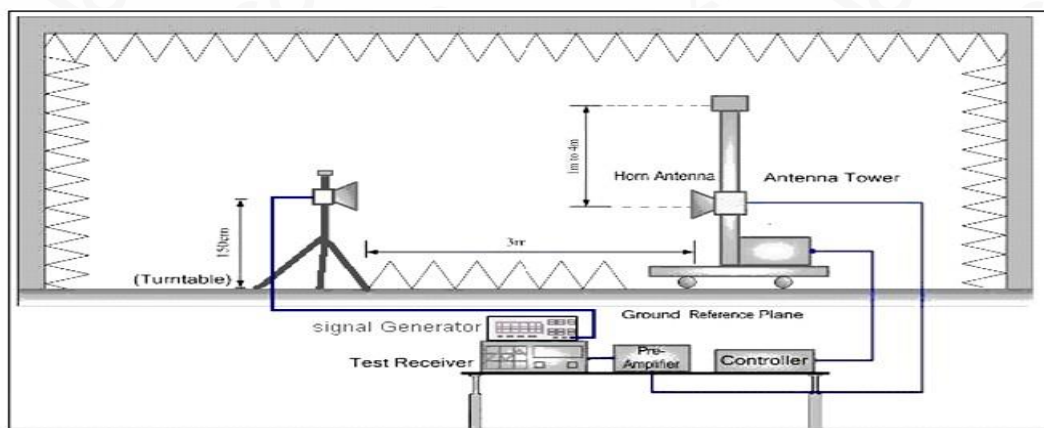 1m to 4m
Horn Antenna
Antenna Tower
150cm
3m
(Turntable)
Ground Reference Plane
signal Generator
Test Receiver
Pre-
Amplifier
Controller